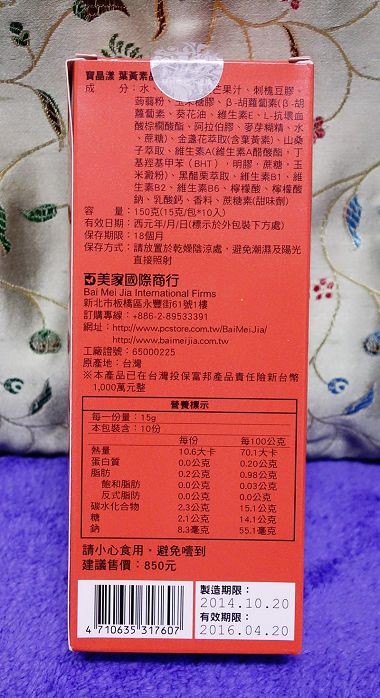 寶晶漾 葉黃素
成 分：水、 芒果汁、刺槐豆膠、
蒟蒻粉、玉米糖膠、β-胡蘿蔔素(β-胡
蘿蔔素、葵花油、維生素E、L-抗壞血
酸棕櫚酸酯、阿拉伯膠、麥芽糊精、水
、蔗糖)、金盞花萃取(含葉黃素)、山桑
子萃取、維生素A(維生素A醋酸酯，丁
基羥基甲苯（BHT），明膠，蔗糖，玉
米澱粉)、黑醋栗萃取、維生素B1、維
生素B2、維生素B6、檸檬酸、檸檬酸
鈉、乳酸鈣、香料、蔗糖素(甜味劑)
容 量：150克(15克/包*10入)
有效日期：西元年/月/日(標示於外包裝下方處)
保存期限：18個月
保存方式：請放置於乾燥陰涼處，避免潮濕及陽光
直接照射
百美家國際商行
Bai Mei Jia International Firms
新北市板橋區永豐街61號1樓
訂購專線：+886-2-89533391
網址：http://www.pcstore.com.tw/BaiMeiJia/
http://www.baimeijia.com.tw
工廠證號：65000225
原產地：台灣
※本產品已在台灣投保富邦產品責任險新台幣
1,000萬元整
營養標示
每一份量：15g
本包裝含：10份
每份 每100公克
熱量 10.6大卡 70.1大卡
蛋白質 0.0公克 0.20公克
脂肪 0.2公克 0.98公克
飽和脂肪 0.0公克 0.03公克
反式脂肪 0.0公克 0.0公克
碳水化合物 2.3公克 15.1公克
糖 2.1公克 14.1公克
鈉 8.3毫克 55.1毫克
請小心食用，避免噎到
建議售價：850元
製造期限：
2014.10.20
有效期限：
2016.04.20
4 710635 317607